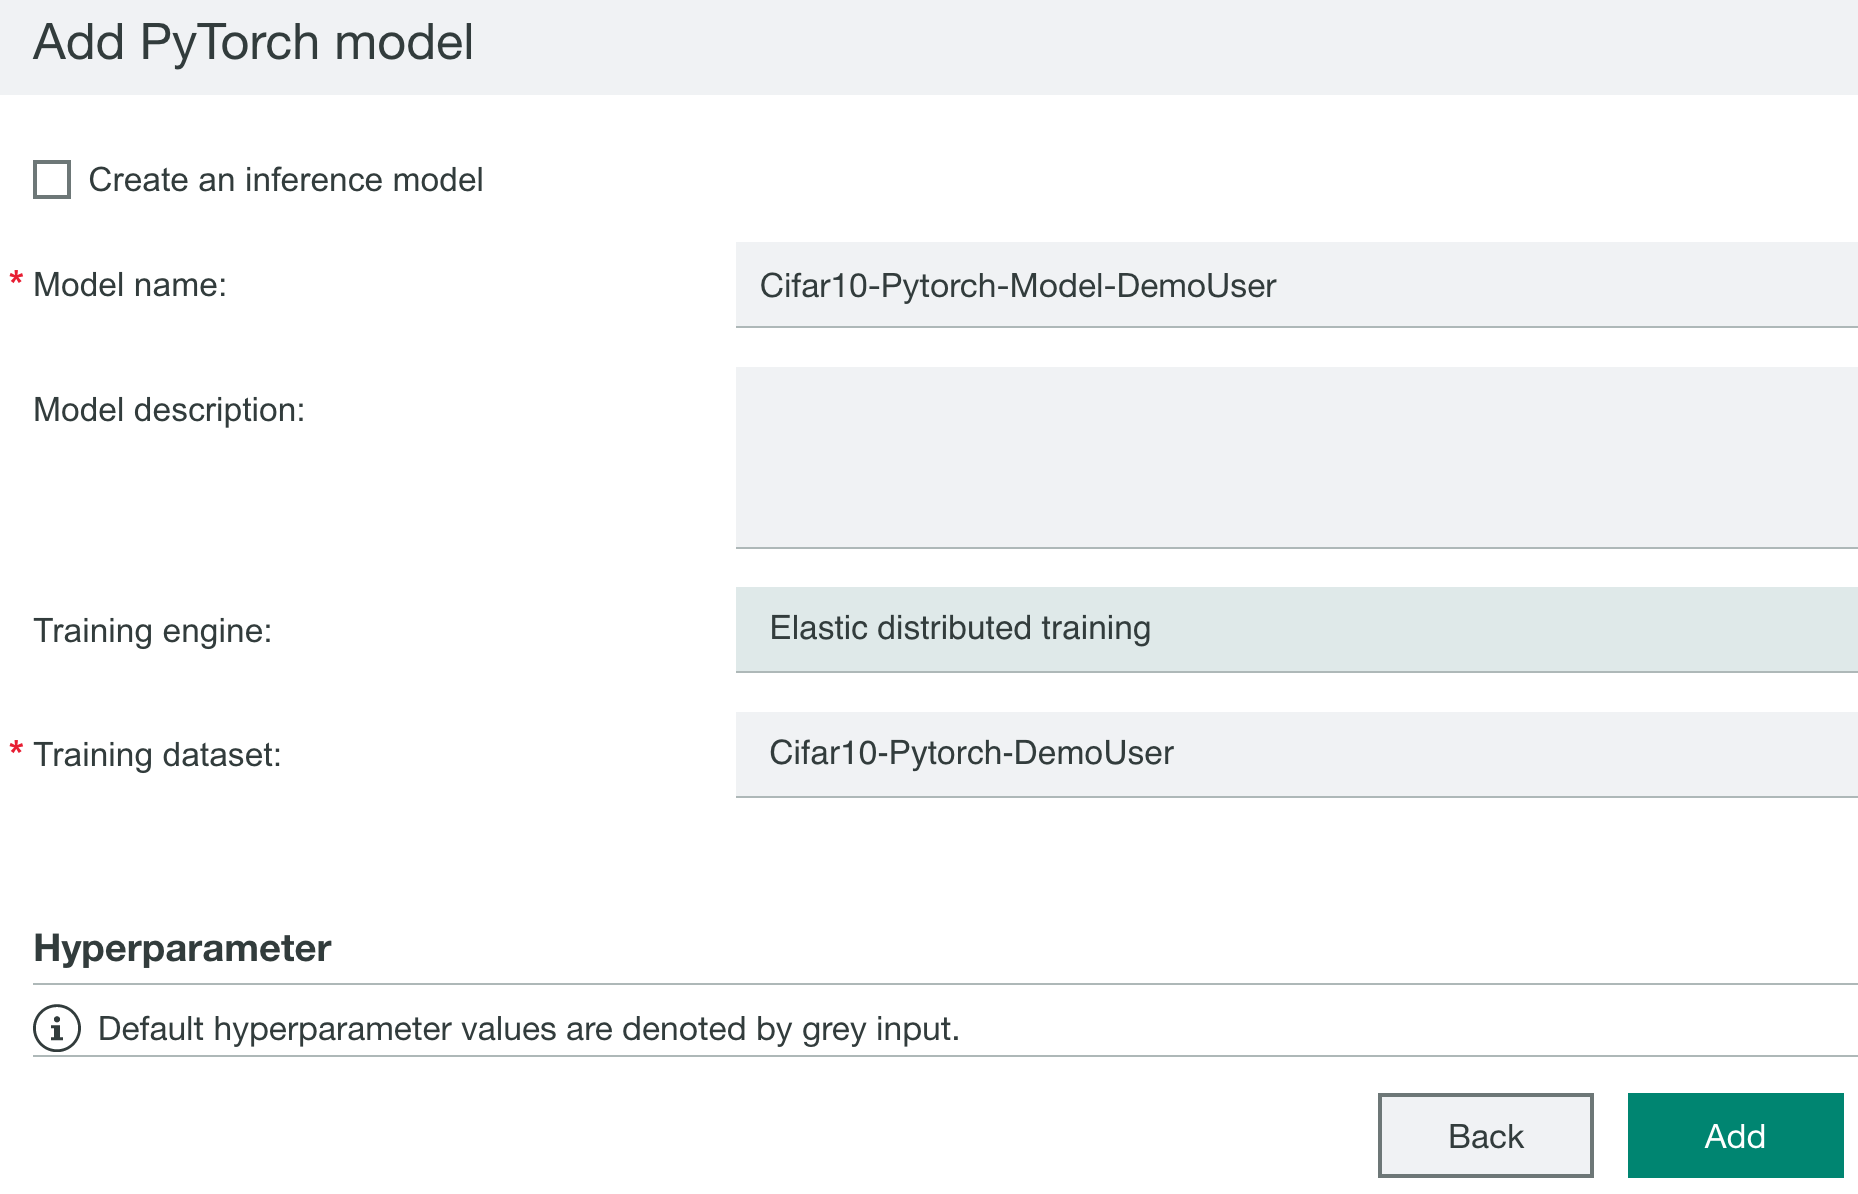 Add PyTorch model
Create an inference model
* Model name: Cifar10-Pytorch-Model-DemoUser
Model description:
Training engine: Elastic distributed training
* Training dataset: Cifar10-Pytorch-DemoUser
Hyperparameter
Default hyperparameter values are denoted by grey input.
Back Add